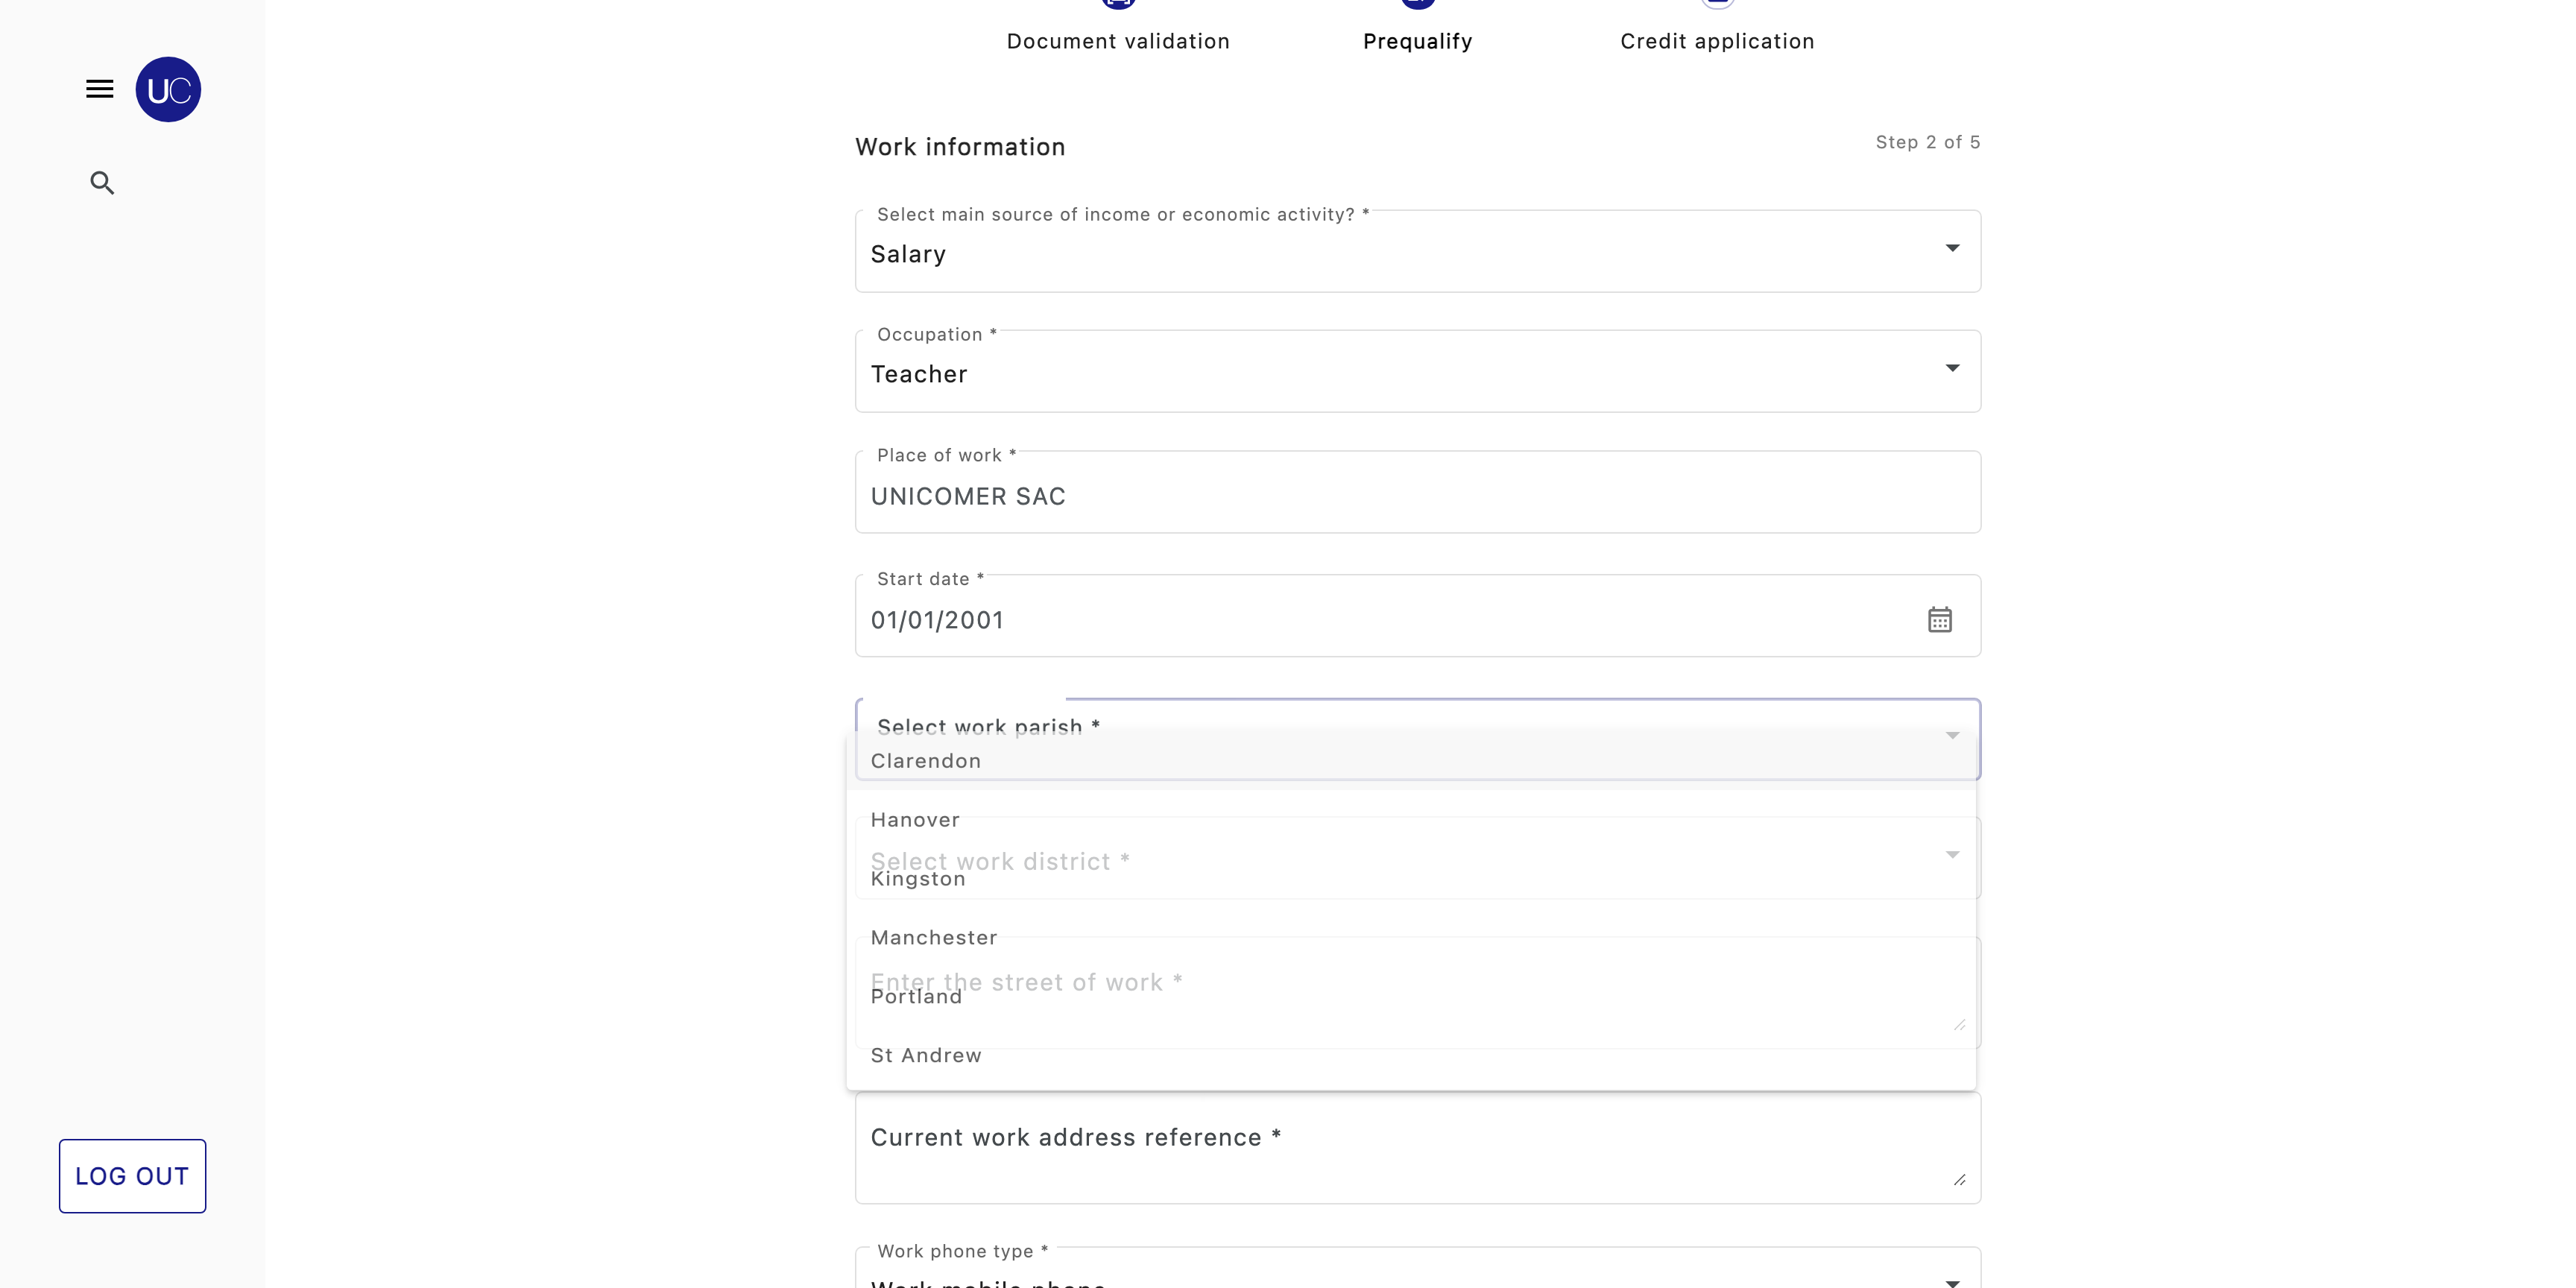 Document validation
Prequalify
Credit application
UC
Work information
Step 2 of 5
Select main source of income or economic activity? *
Salary
Occupation *
Teacher
Place of work *
UNICOMER SAC
Start date *
01/01/2001
Select work parish *
Clarendon
Hanover
Select work district *
Kingston
Manchester
Enter the street of work *
Portland
St Andrew
Current work address reference *
LOG OUT
Work phone type *
Work mobile phone